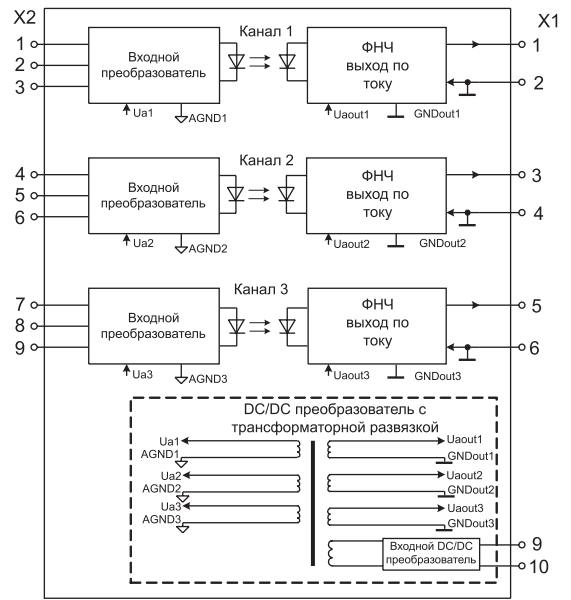 X2
X1
Канал 1
1
2
3
Входной
преобразователь
ФНЧ
выход по
току
1
2
Ua1
AGND1
Uaout1
GNDout1
Канал 2
4
5
6
Входной
преобразователь
ФНЧ
выход по
току
3
4
Ua2
AGND2
Uaout2
GNDout2
Канал 3
7
8
9
Входной
преобразователь
ФНЧ
выход по
току
5
6
Ua3
AGND3
Uaout3
GNDout3
DC/DC преобразователь с
трансформаторной развязкой
Ua1
AGND1
Uaout1
GNDout1
Ua2
AGND2
Uaout2
GNDout2
Ua3
AGND3
Uaout3
GNDout3
Входной DC/DC
преобразователь
9
10